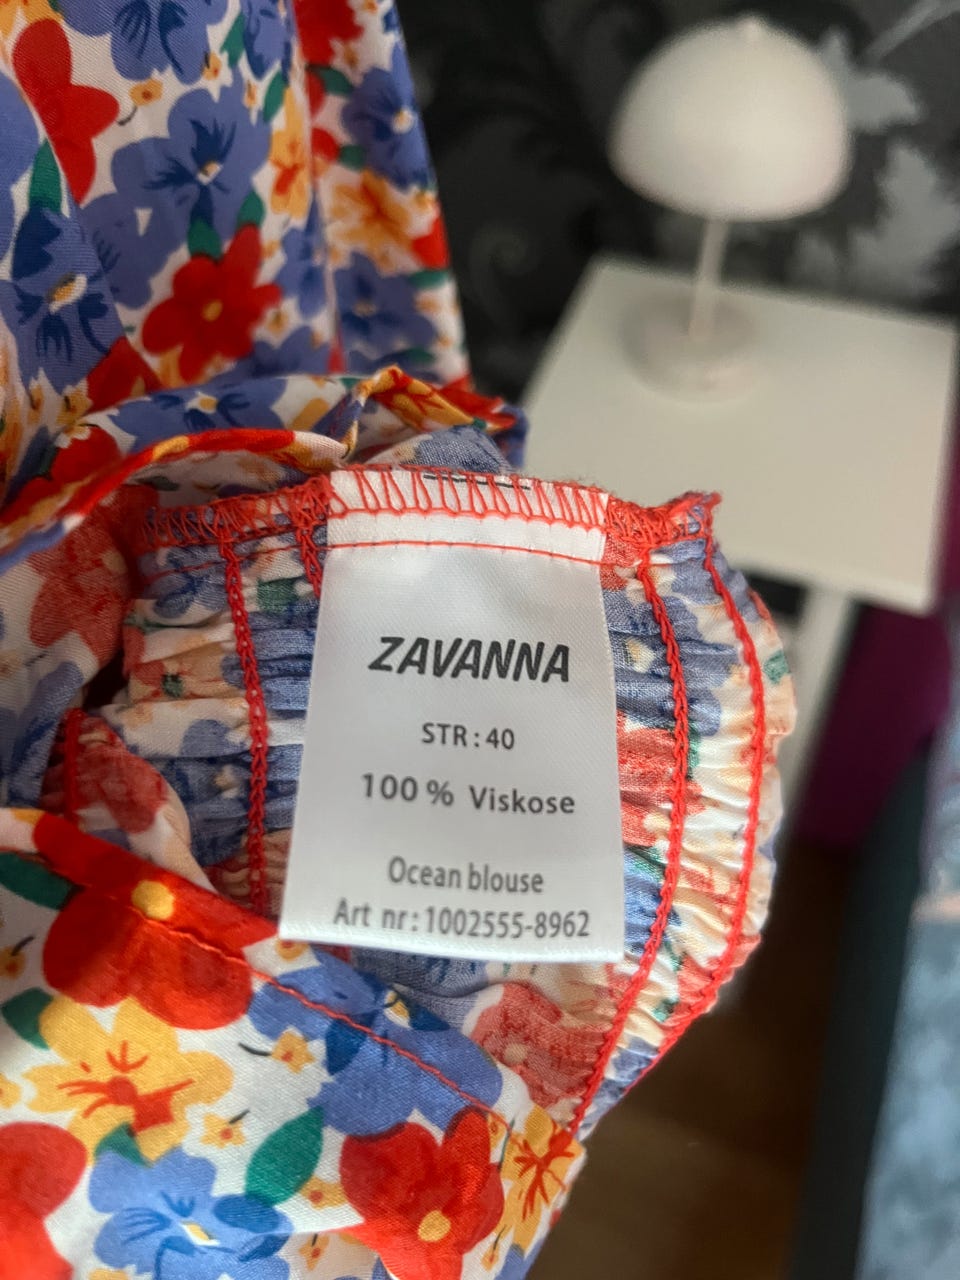 ZAVANNA
STR : 40
100 % Viskose
Ocean blouse
Art nr: 1002555-8962